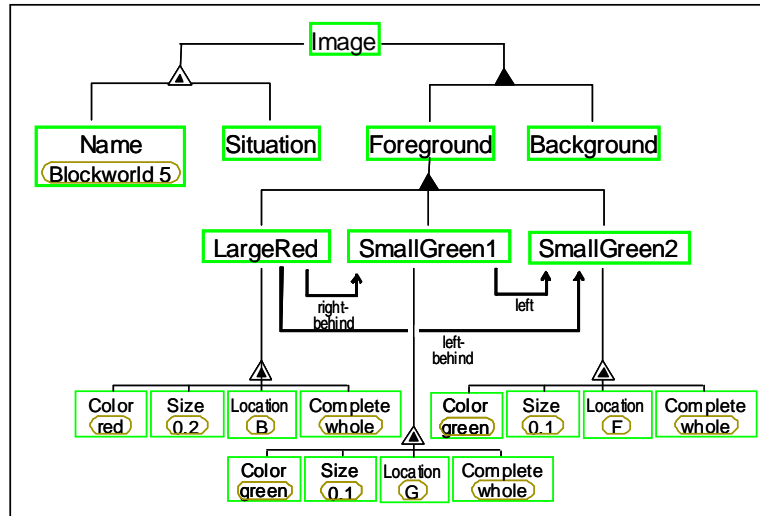 Image
Name
Blockworld 5
Situation
Foreground
Background
LargeRed
SmallGreen1
SmallGreen2
right-
behind
left
left-
behind
Color
red
Size
0.2
Location
B
Complete
whole
Color
green
Size
0.1
Location
F
Complete
whole
Color
green
Size
0.1
Location
G
Complete
whole